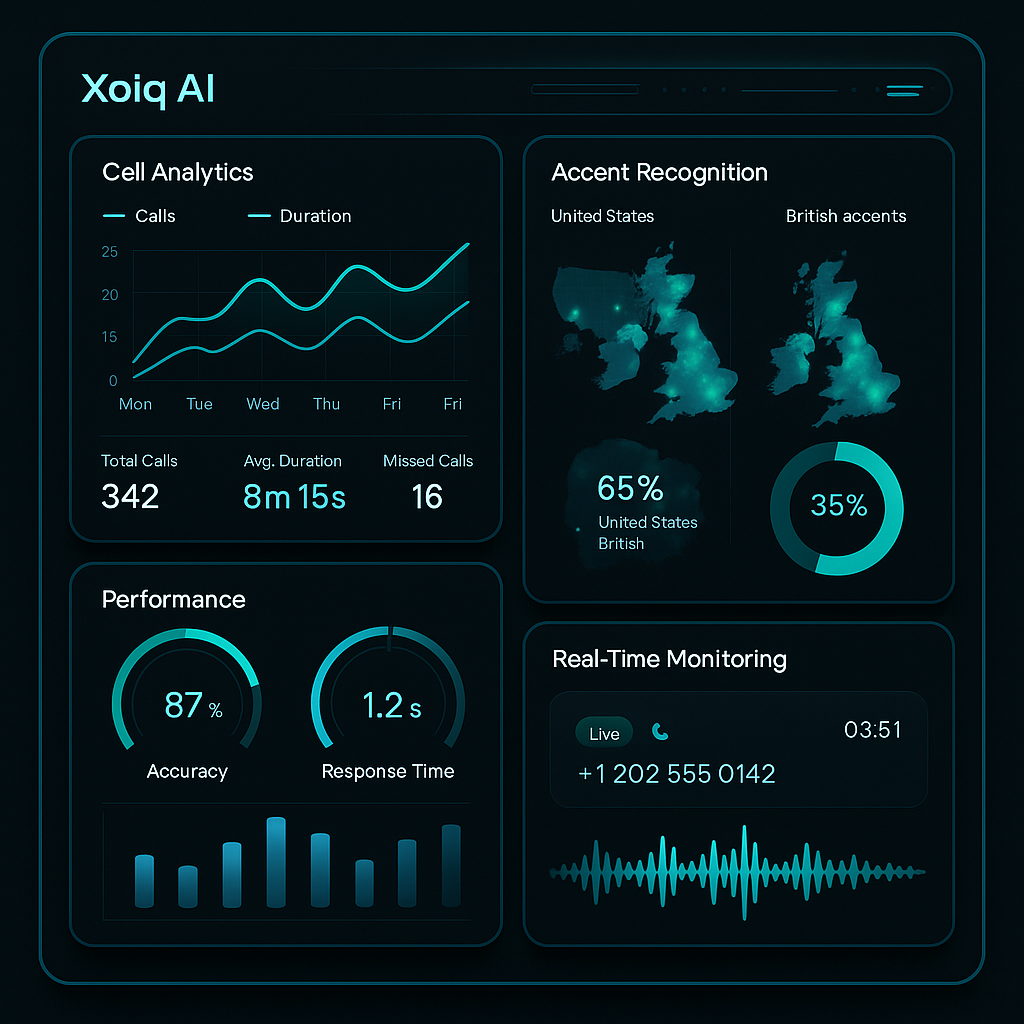 Xoiq AI
Cell Analytics
Calls Duration
25
20
15
0
Mon Tue Wed Thu Fri Fri
Total Calls Avg. Duration Missed Calls
342 8m 15s 16
Accent Recognition
United States British accents
65%
United States
British
35%
Performance
87 % 1.2 s
Accuracy Response Time
Real-Time Monitoring
Live 03:51
+1 202 555 0142